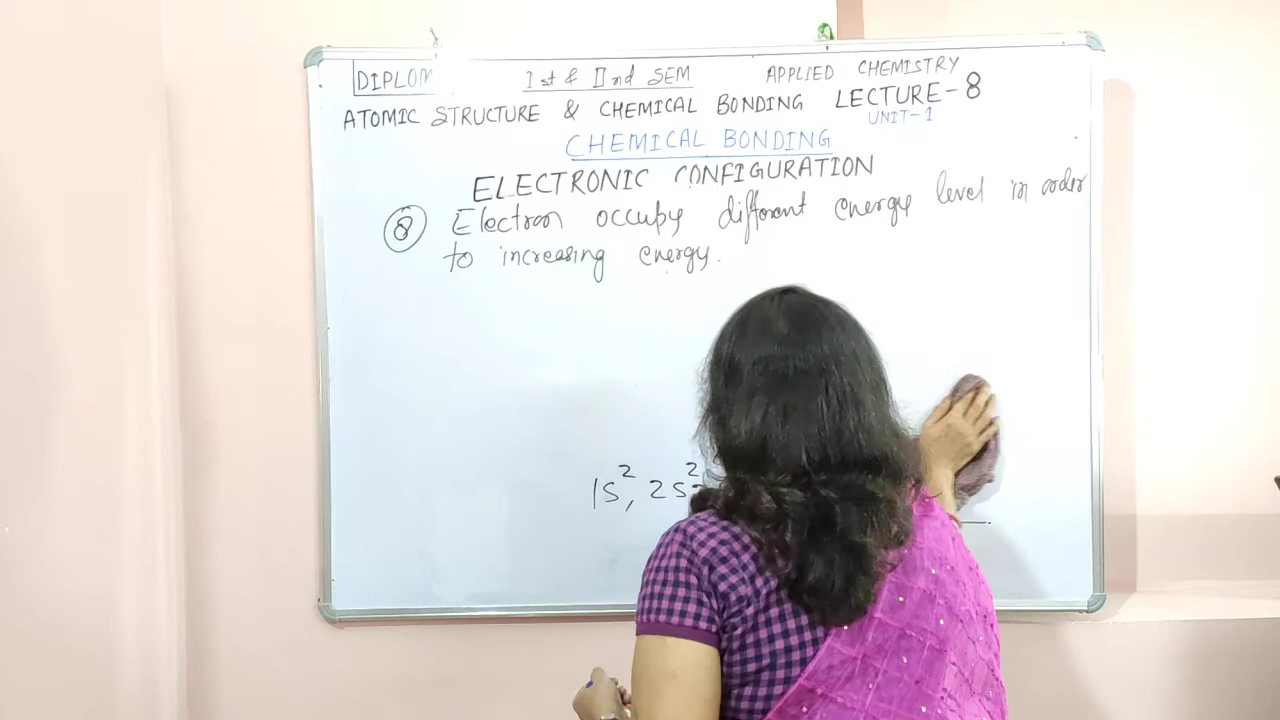 DIPLOM Ist & IInd SEM APPLIED CHEMISTRY
ATOMIC STRUCTURE & CHEMICAL BONDING LECTURE-8
UNIT-1
CHEMICAL BONDING
ELECTRONIC CONFIGURATION
⑧ Electron occupy different energy level in order
to increasing energy.
1s², 2s²